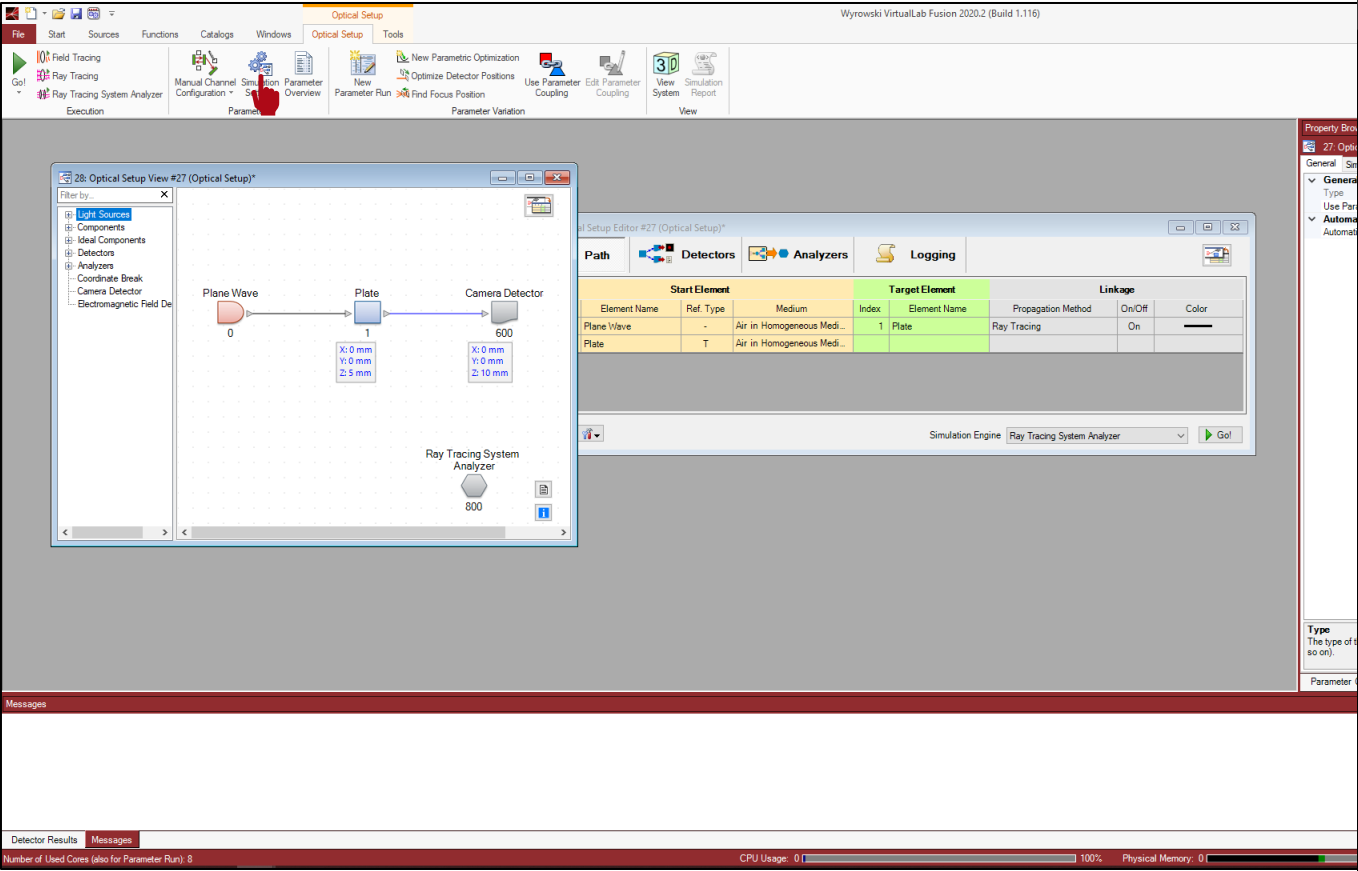 Optical Setup
Wyrowski VirtualLab Fusion 2020.2 (Build 1.116)
File Start Sources Functions Catalogs Windows Optical Setup Tools
Go!
Field Tracing
Ray Tracing
Ray Tracing System Analyzer
Execution
Manual Channel
Configuration
Parameter
Overview
New
Parameter Run
New Parametric Optimization
Optimize Detector Positions
Find Focus Position
Use Parameter
Coupling
Edit Parameter
Coupling
Parameter Variation
3D
View
System
Simulation
Report
View
Property Brow
27: Optic
General Sim
Genera
Type
Use Para
Automa
Automati
28: Optical Setup View #27 (Optical Setup)*
Filter by... X
Light Sources
Components
Ideal Components
Detectors
Analyzers
Coordinate Break
Camera Detector
Electromagnetic Field De
Plane Wave
0
Plate
1
X: 0 mm
Y: 0 mm
Z: 5 mm
Camera Detector
600
X: 0 mm
Y: 0 mm
Z: 10 mm
Ray Tracing System
Analyzer
800
i
al Setup Editor #27 (Optical Setup)*
Path Detectors Analyzers Logging
Start Element Target Element Linkage
Element Name Ref. Type Medium Index Element Name Propagation Method On/Off Color
Plane Wave - Air in Homogeneous Medi... 1 Plate Ray Tracing On
Plate T Air in Homogeneous Medi...
Simulation Engine Ray Tracing System Analyzer Go!
Type
The type of t
so on).
Parameter
Messages
Detector Results Messages
Number of Used Cores (also for Parameter Run): 8
CPU Usage: 0 100% Physical Memory: 0